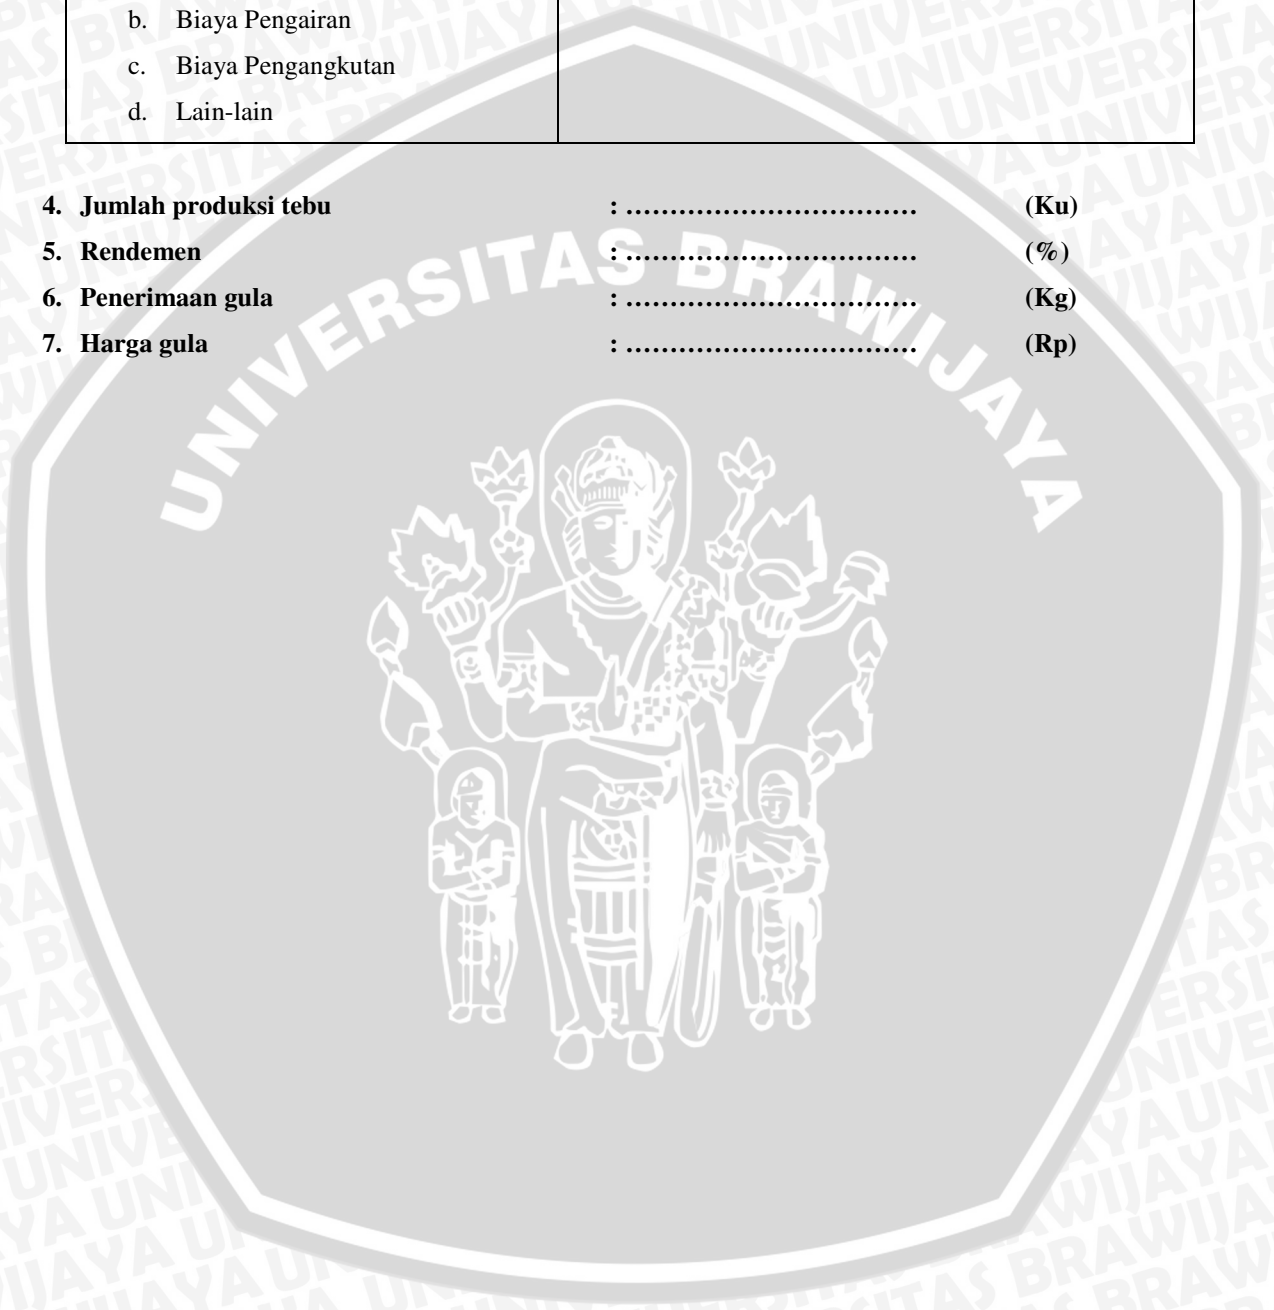 b. Biaya Pengairan
c. Biaya Pengangkutan
d. Lain-lain
4. Jumlah produksi tebu : ................................. (Ku)
5. Rendemen : ................................. (%)
6. Penerimaan gula : ................................. (Kg)
7. Harga gula : ................................. (Rp)
UNIVERSITAS BRAWIJAYA